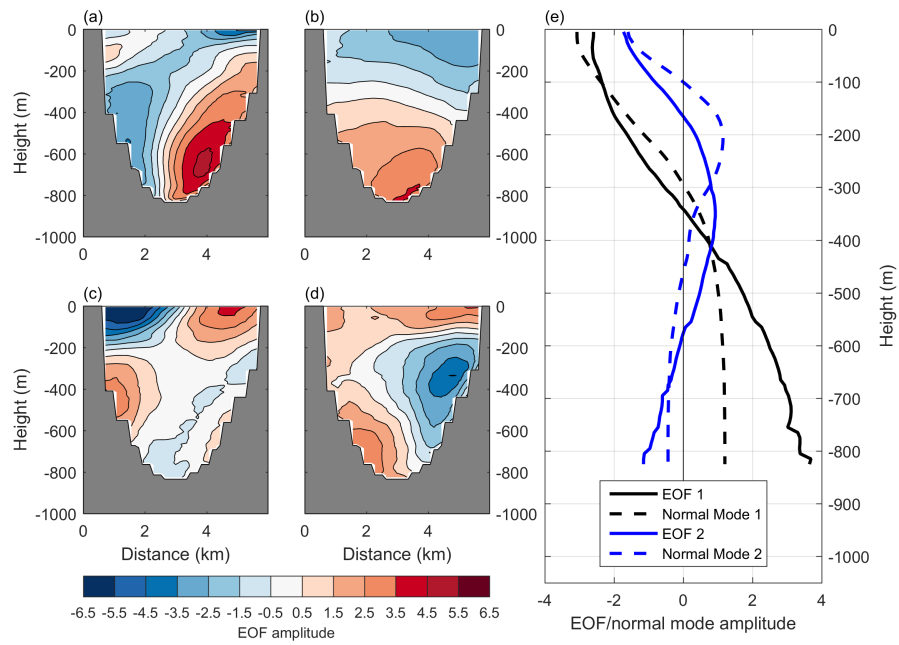 (a)
(b)
(e)
0
-200
-400
-600
-800
-1000
Height (m)
0
2
4
0
-200
-400
-600
-800
-1000
0
2
4
(c)
(d)
0
-200
-400
-600
-800
-1000
Height (m)
0
2
4
Distance (km)
0
-200
-400
-600
-800
-1000
0
2
4
Distance (km)
-6.5 -5.5 -4.5 -3.5 -2.5 -1.5 -0.5 0.5 1.5 2.5 3.5 4.5 5.5 6.5
EOF amplitude
0
-100
-200
-300
-400
-500
-600
-700
-800
-900
-1000
Height (m)
EOF 1
Normal Mode 1
EOF 2
Normal Mode 2
-4 -2 0 2 4
EOF/normal mode amplitude